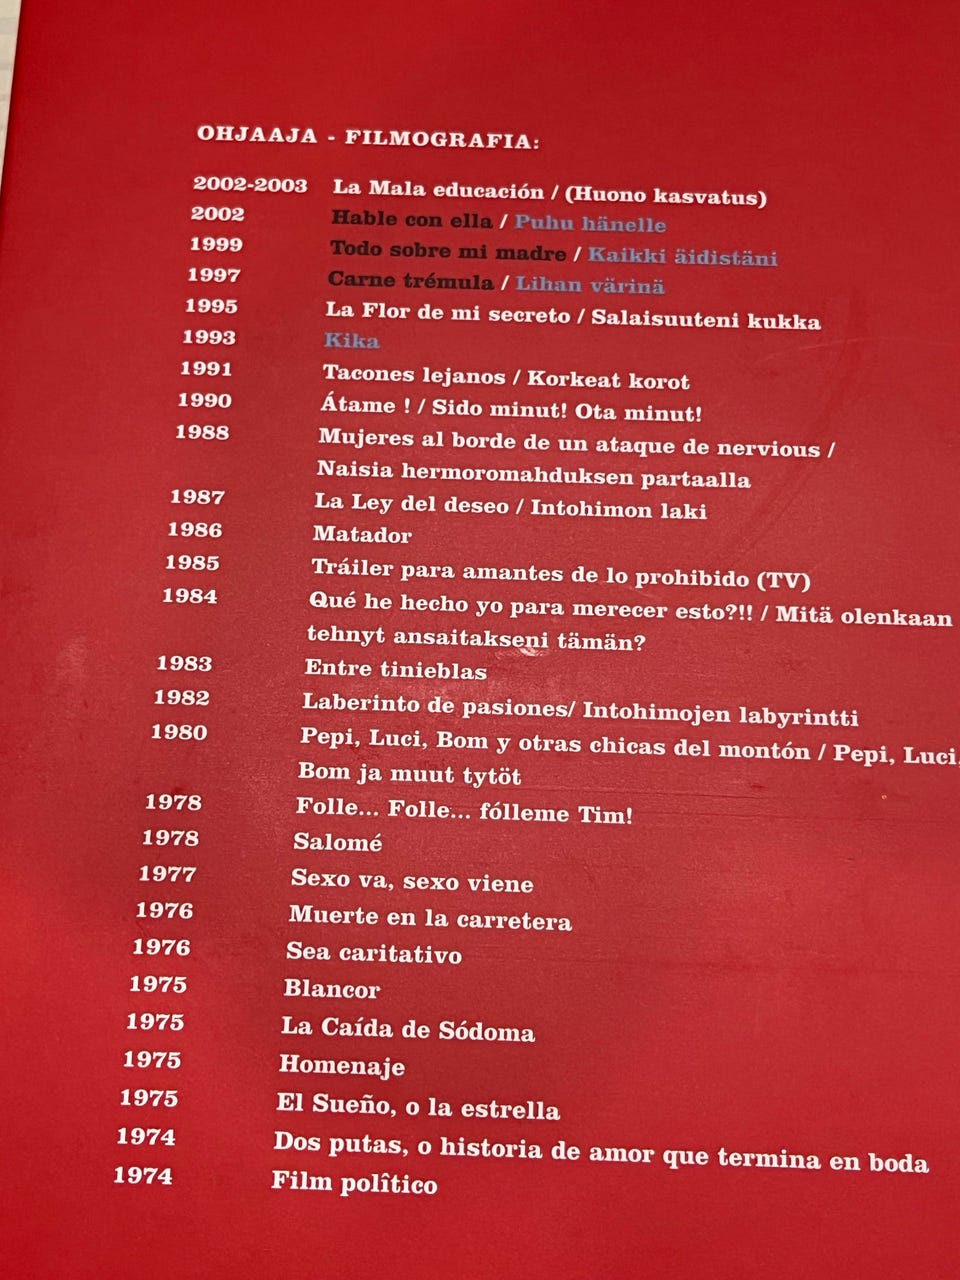 OHJAAJA - FILMOGRAFIA:
2002-2003 La Mala educación / (Huono kasvatus)
2002 Hable con ella / Puhu hänelle
1999 Todo sobre mi madre / Kaikki äidistäni
1997 Carne trémula / Lihan värinä
1995 La Flor de mi secreto / Salaisuuteni kukka
1993 Kika
1991 Tacones lejanos / Korkeat korot
1990 Átame ! / Sido minut! Ota minut!
1988 Mujeres al borde de un ataque de nervious /
Naisia hermoromahduksen partaalla
1987 La Ley del deseo / Intohimon laki
1986 Matador
1985 Tráiler para amantes de lo prohibido (TV)
1984 Qué he hecho yo para merecer esto?!! / Mitä olenkaan
tehnyt ansaitakseni tämän?
1983 Entre tinieblas
1982 Laberinto de pasiones/ Intohimojen labyrintti
1980 Pepi, Luci, Bom y otras chicas del montón / Pepi, Luci,
Bom ja muut tytöt
1978 Folle... Folle... fólleme Tim!
1978 Salomé
1977 Sexo va, sexo viene
1976 Muerte en la carretera
1976 Sea caritativo
1975 Blancor
1975 La Caída de Sódoma
1975 Homenaje
1975 El Sueño, o la estrella
1974 Dos putas, o historia de amor que termina en boda
1974 Film polîtico